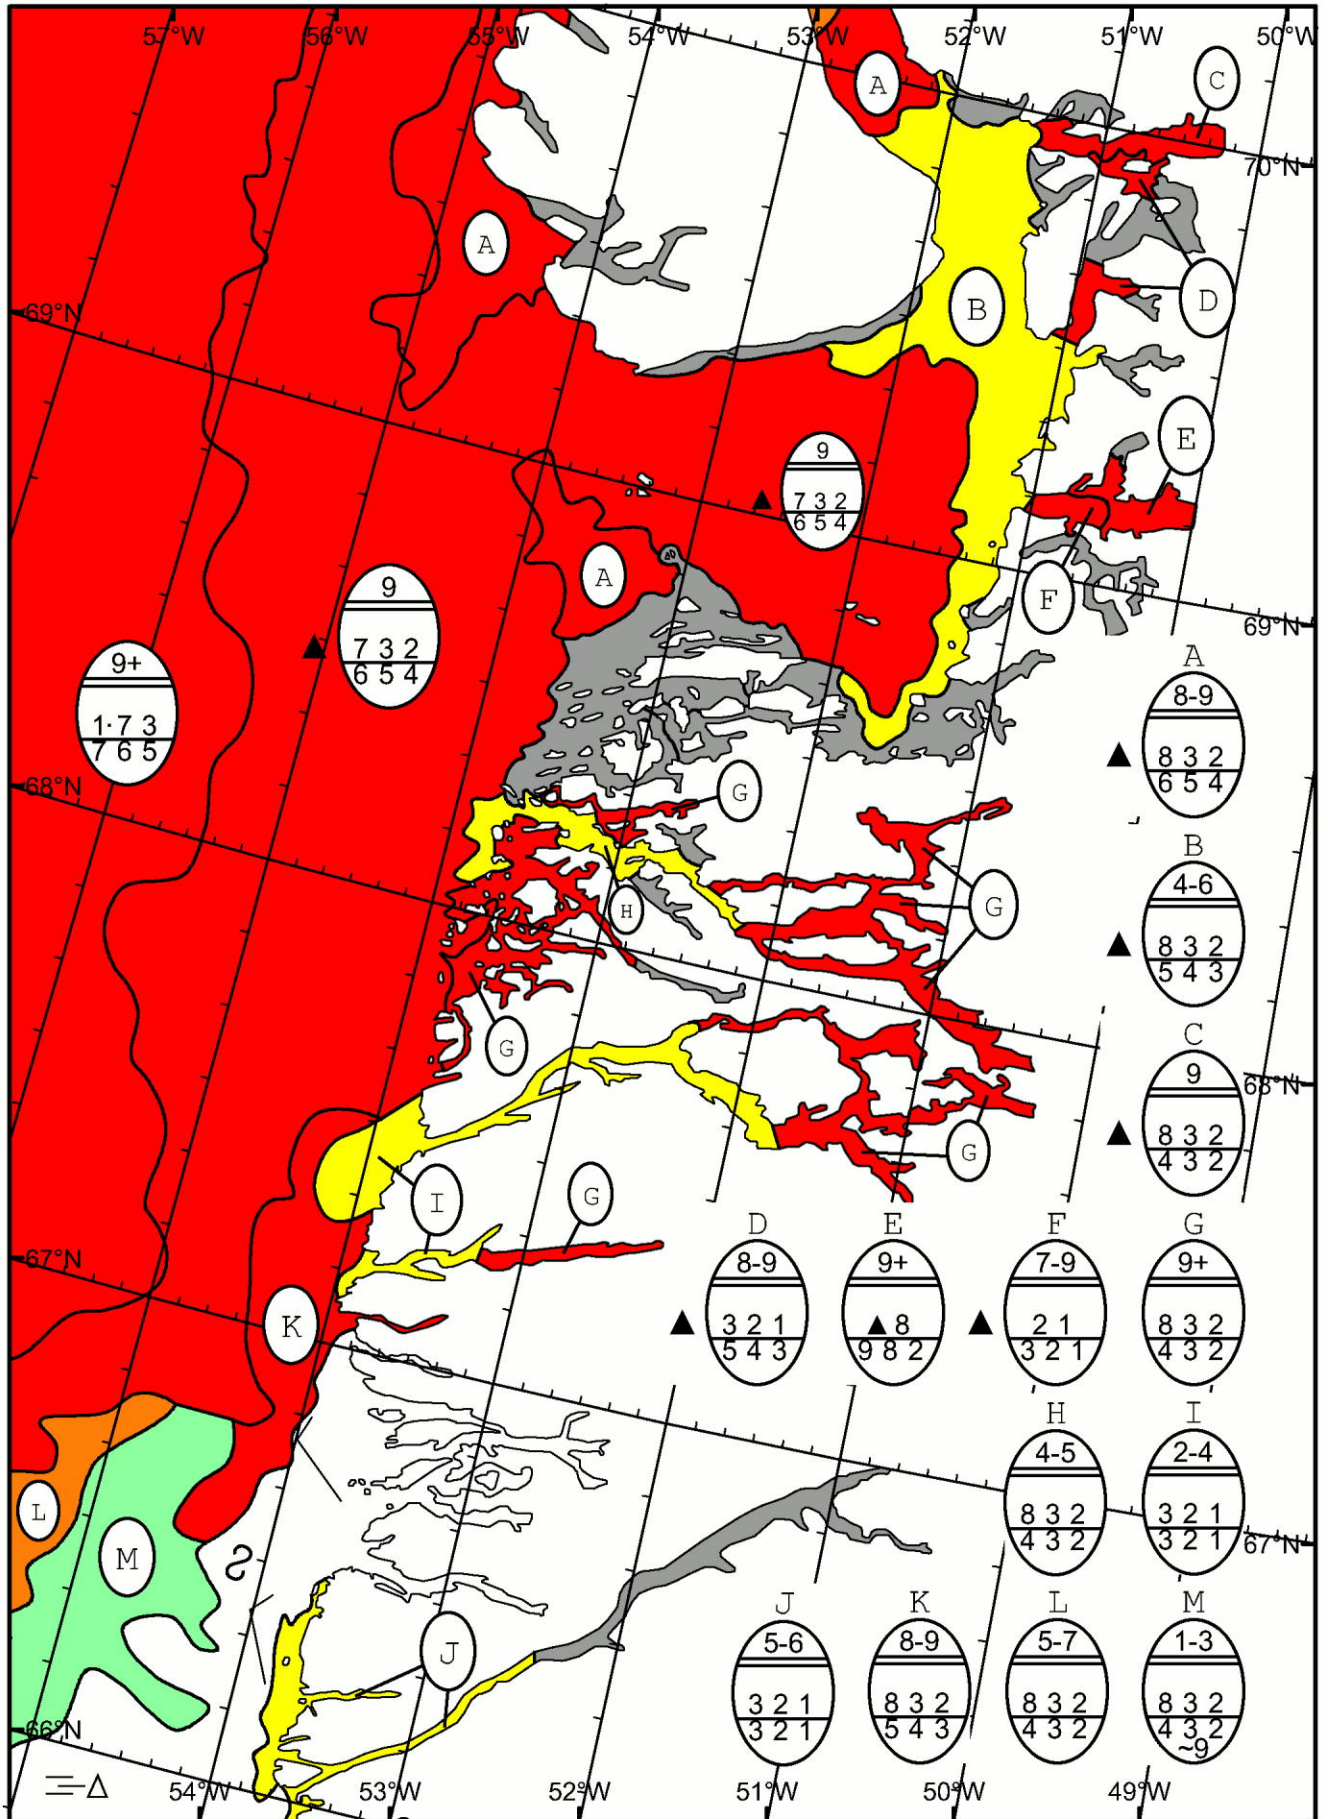 57°W 56°W 55°W 54°W 53°W 52°W 51°W 50°W
A C
70°N
A
D
B
69°N
E
9
7 3 2
6 5 4
A
F
9
7 3 2
6 5 4
69°N
9+
1· 7 3
7 6 5
A
8-9
8 3 2
6 5 4
68°N
G
B
4-6
8 3 2
5 4 3
H
G
G
C
9
8 3 2
4 3 2
68°N
G
I
G
D E F G
8-9 9+ 7-9 9+
3 2 1 8 2 1 8 3 2
5 4 3 9 8 2 3 2 1 4 3 2
67°N
K
H I
4-5 2-4
8 3 2 3 2 1
4 3 2 3 2 1
L
67°N
M
J K L M
5-6 8-9 5-7 1-3
3 2 1 8 3 2 8 3 2 8 3 2
3 2 1 5 4 3 4 3 2 4 3 2
~9
J
66°N
54°W 53°W 52°W 51°W 50°W 49°W